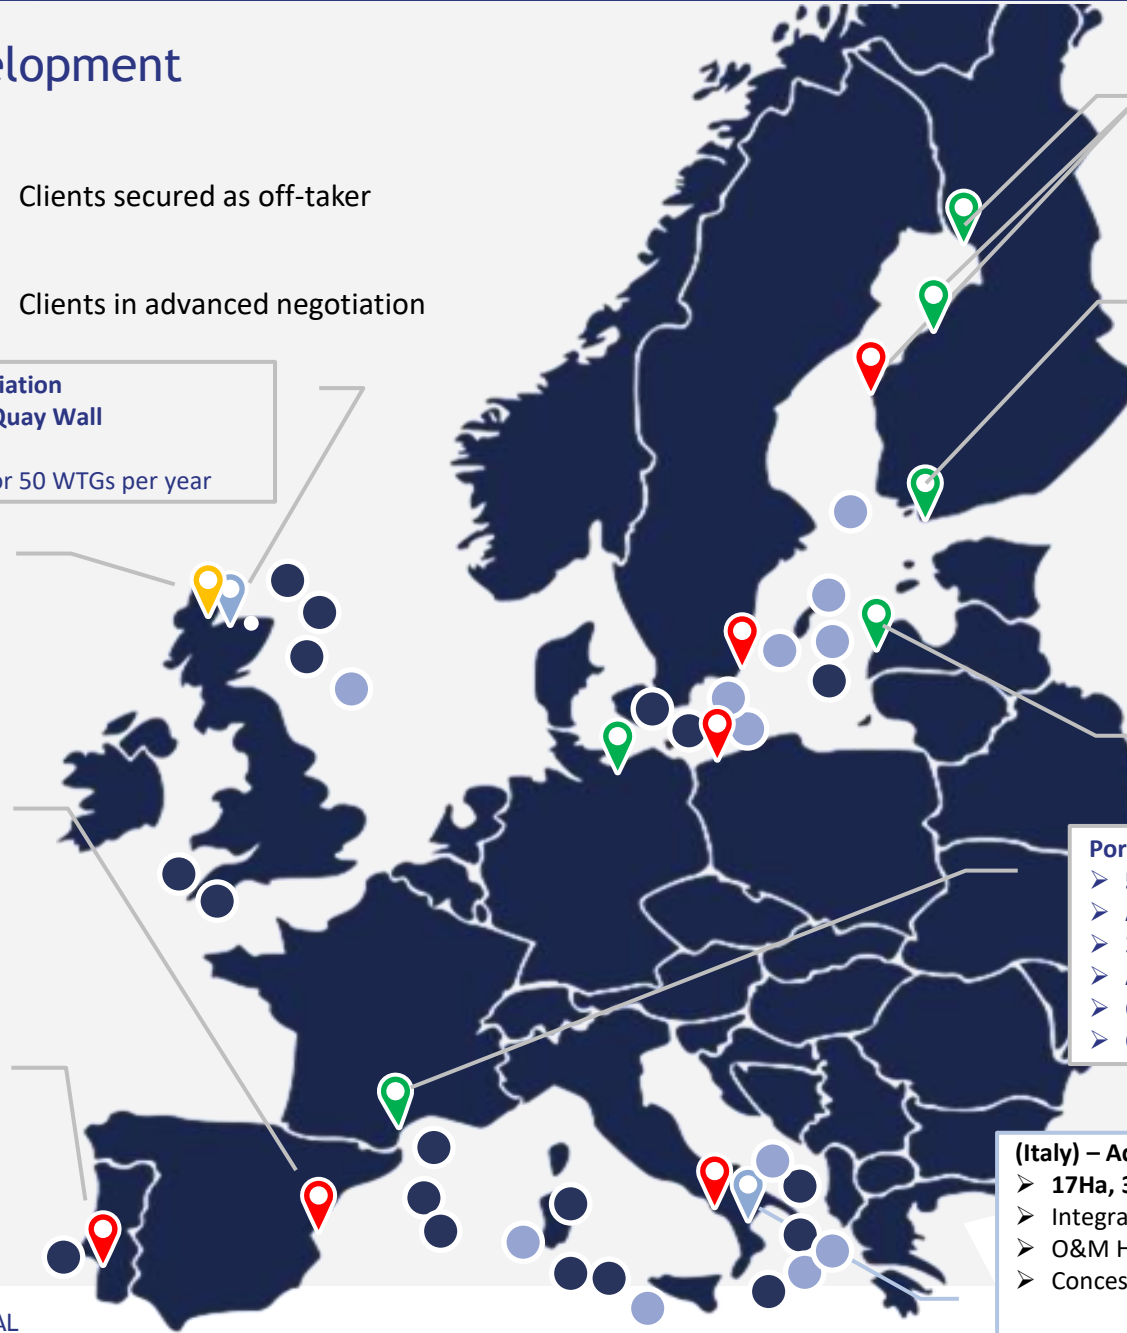 elopment
Clients secured as off-taker
Clients in advanced negotiation
iation
Quay Wall
or 50 WTGs per year
Por
(Italy) – Ad
17Ha, 3
Integra
O&M H
Conces
AL